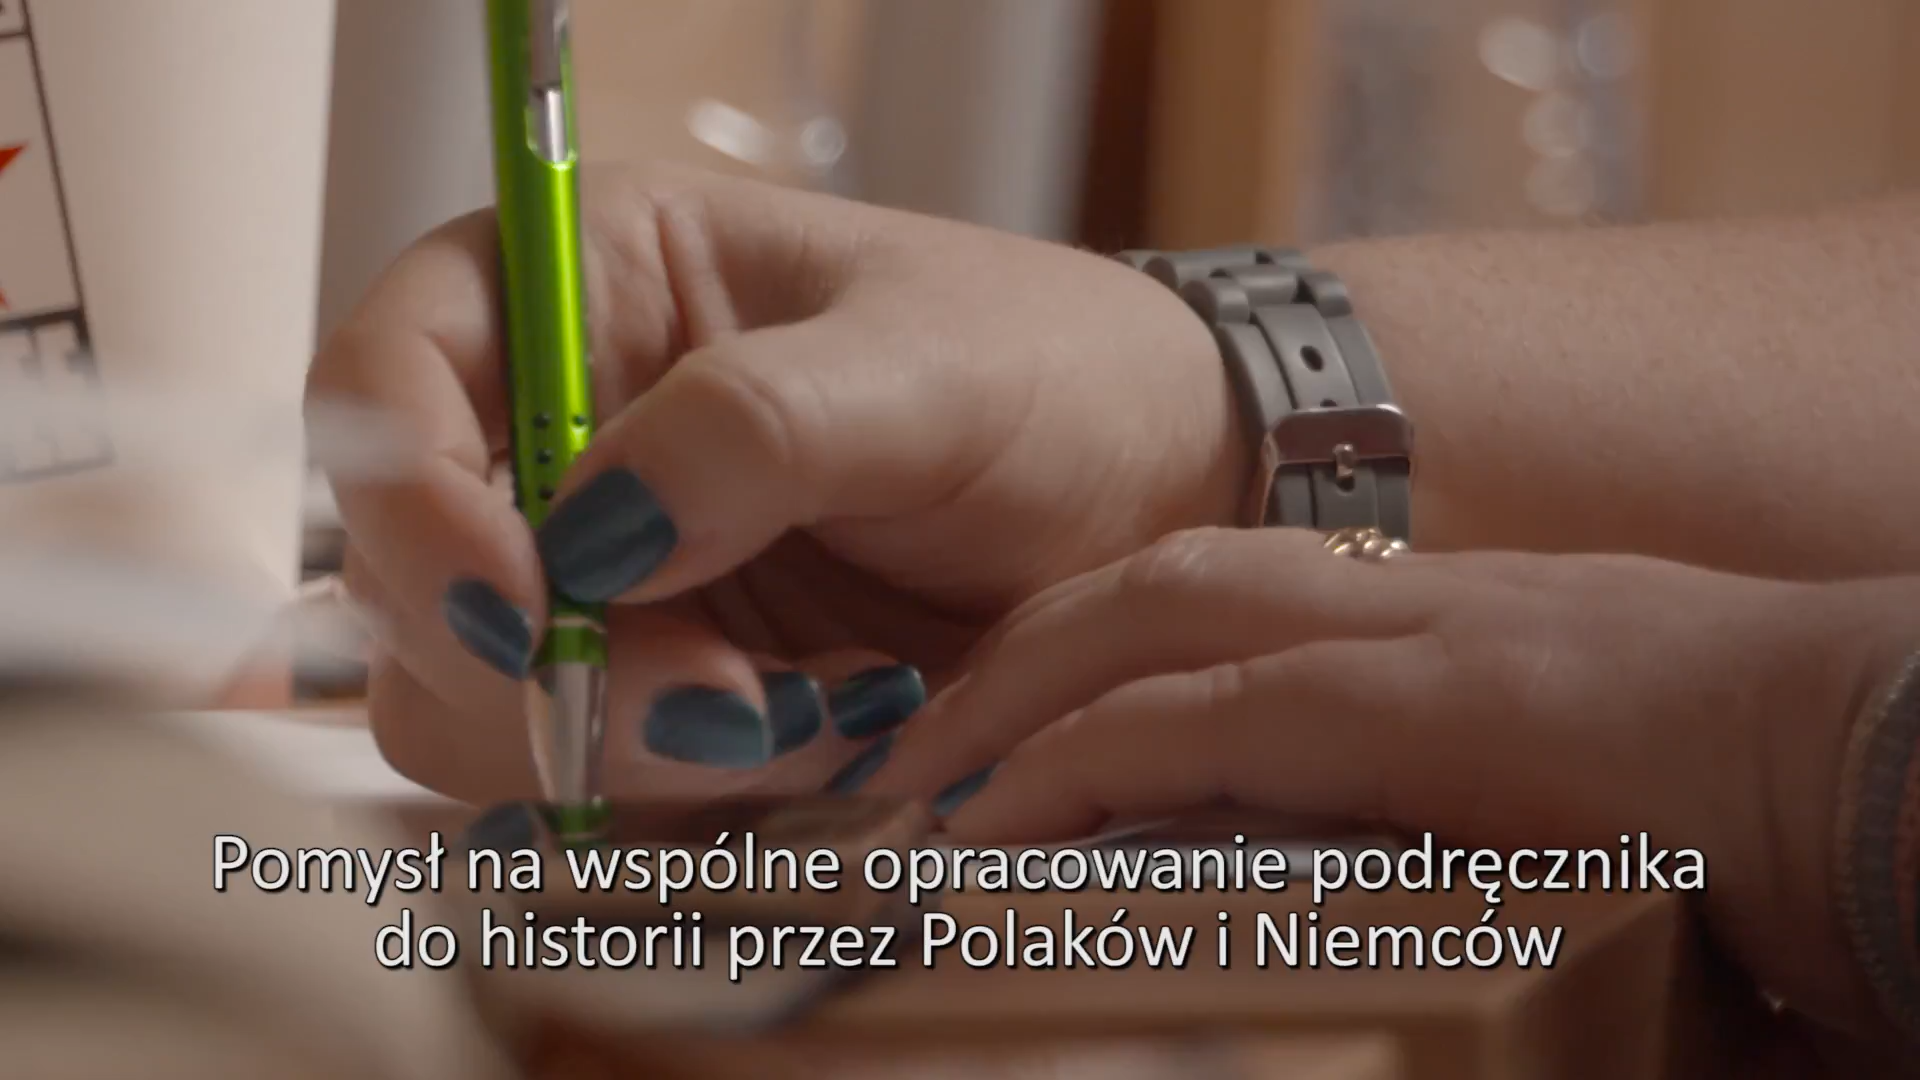 Pomysł na wspólne opracowanie podręcznika
do historii przez Polaków i Niemców